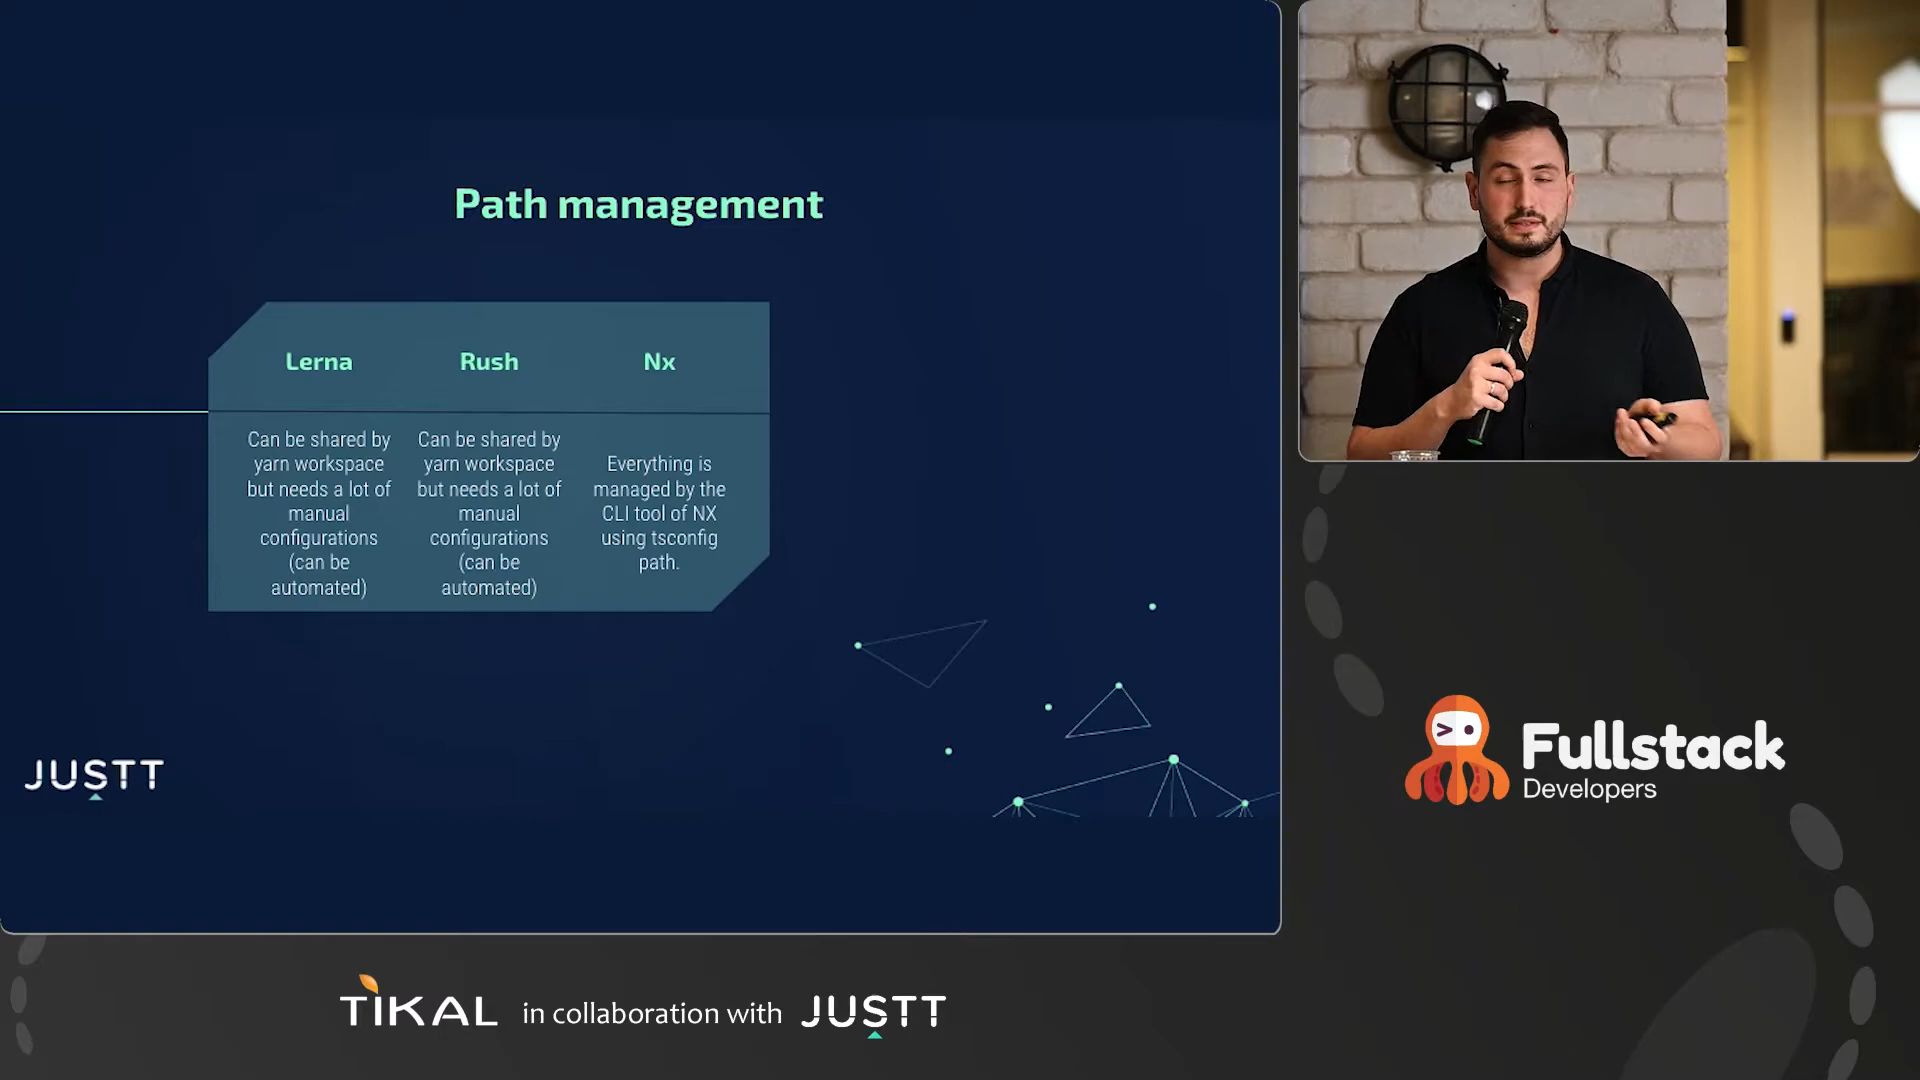 Path management
Lerna
Rush
Nx
Can be shared by
yarn workspace
but needs a lot of
manual
configurations
(can be
automated)
Can be shared by
yarn workspace
but needs a lot of
manual
configurations
(can be
automated)
Everything is
managed by the
CLI tool of NX
using tsconfig
path.
JUSTT
Fullstack
Developers
TIKAL in collaboration with JUSTT